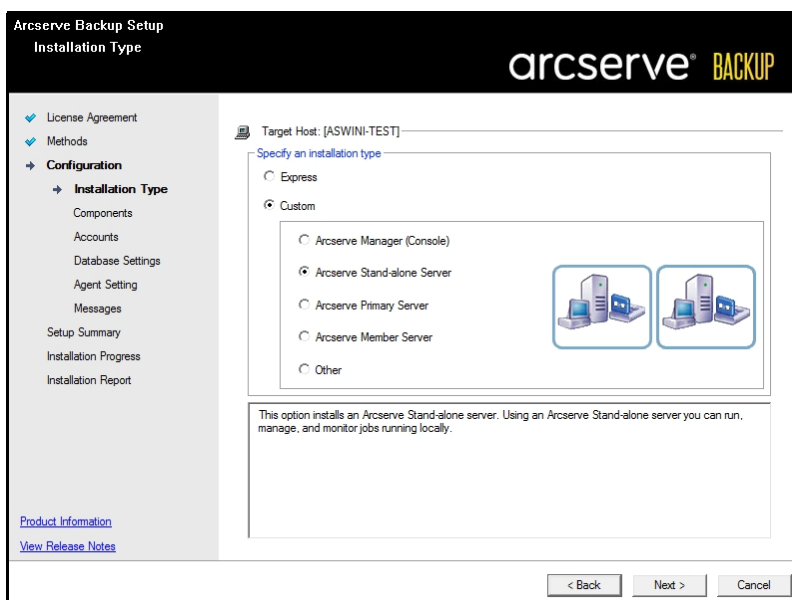 Arcserve Backup Setup
Installation Type
arcserve® BACKUP
License Agreement
Methods
Configuration
Installation Type
Components
Accounts
Database Settings
Agent Setting
Messages
Setup Summary
Installation Progress
Installation Report
Product Information
View Release Notes
Target Host: [ASWINI-TEST]
Specify an installation type
Express
Custom
Arcserve Manager (Console)
Arcserve Stand-alone Server
Arcserve Primary Server
Arcserve Member Server
Other
This option installs an Arcserve Stand-alone server. Using an Arcserve Stand-alone server you can run,
manage, and monitor jobs running locally.
< Back
Next >
Cancel